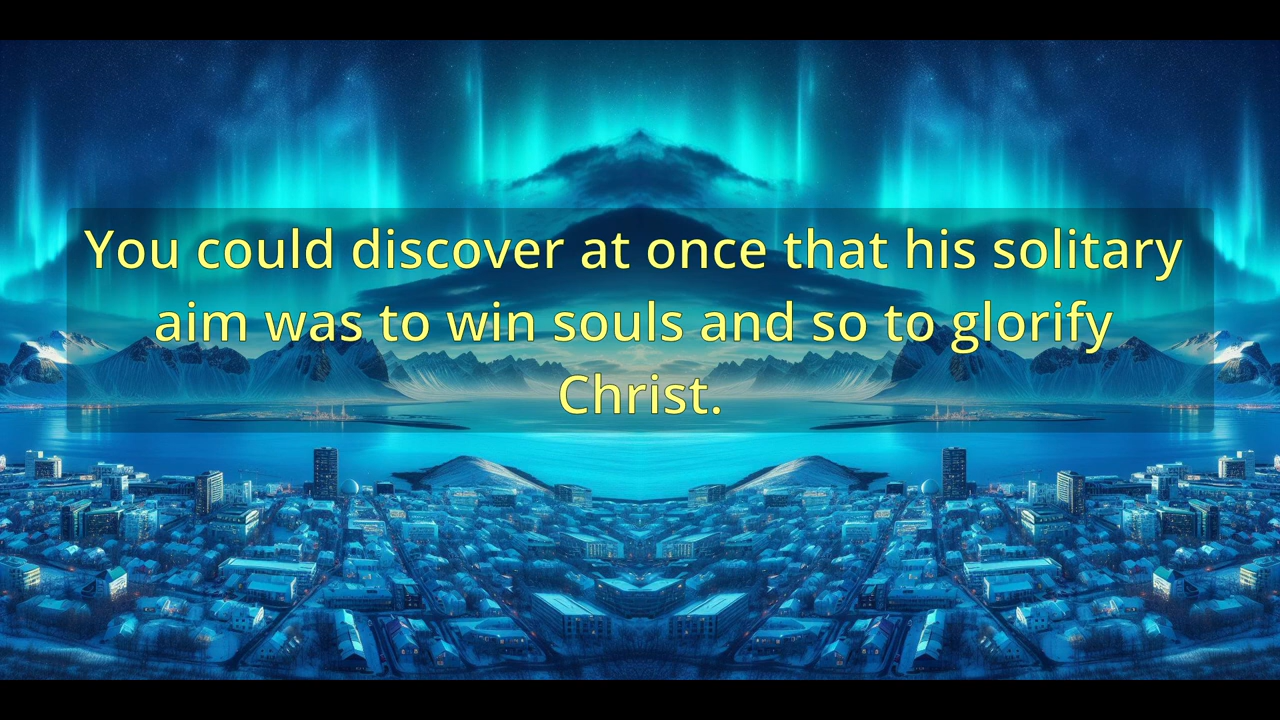 You could discover at once that his solitary
aim was to win souls and so to glorify
Christ.